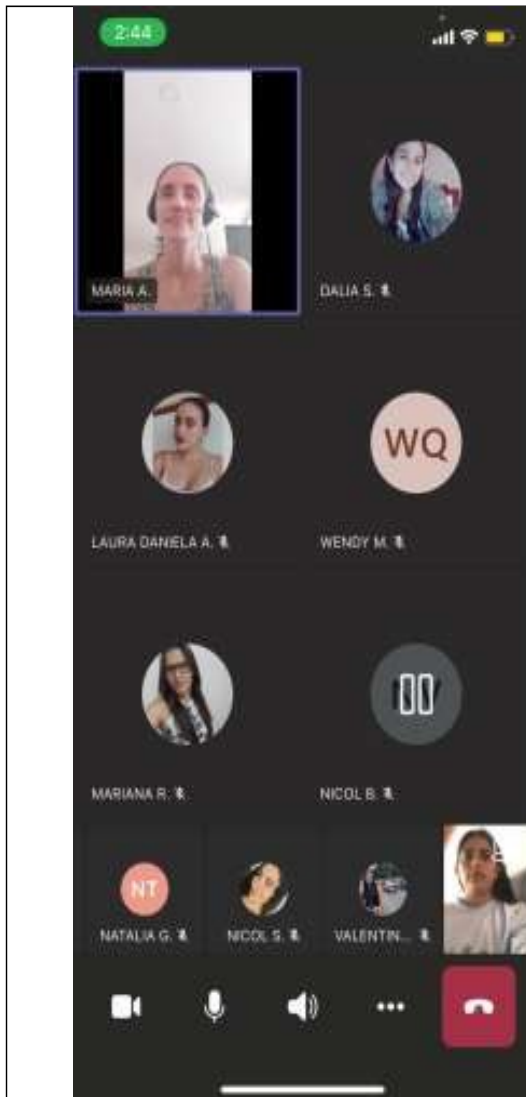 2:44
MARIA A.
DALIA S.
WQ
LAURA DANIELA A.
WENDY M.
MARIANA R.
NICOL B.
NT
NATALIA G.
NICOL S.
VALENTIN...